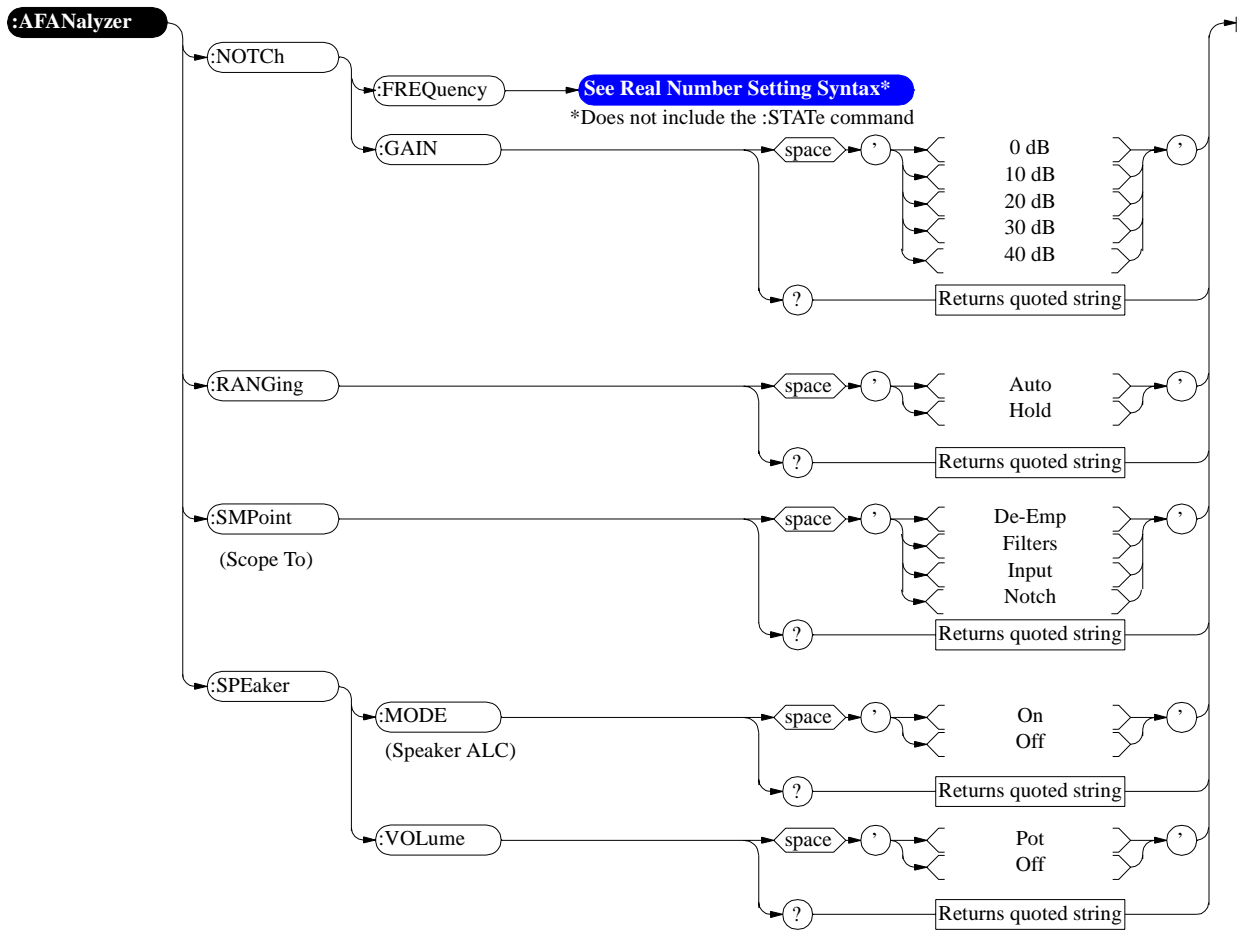 :AFANalyzer
:NOTCh
:FREQuency
See Real Number Setting Syntax*
*Does not include the :STATe command
:GAIN
space
’
0 dB
10 dB
20 dB
30 dB
40 dB
’
?
Returns quoted string
:RANGing
space
’
Auto
Hold
’
?
Returns quoted string
:SMPoint
(Scope To)
space
’
De-Emp
Filters
Input
Notch
’
?
Returns quoted string
:SPEaker
:MODE
(Speaker ALC)
space
’
On
Off
’
?
Returns quoted string
:VOLume
space
’
Pot
Off
’
?
Returns quoted string